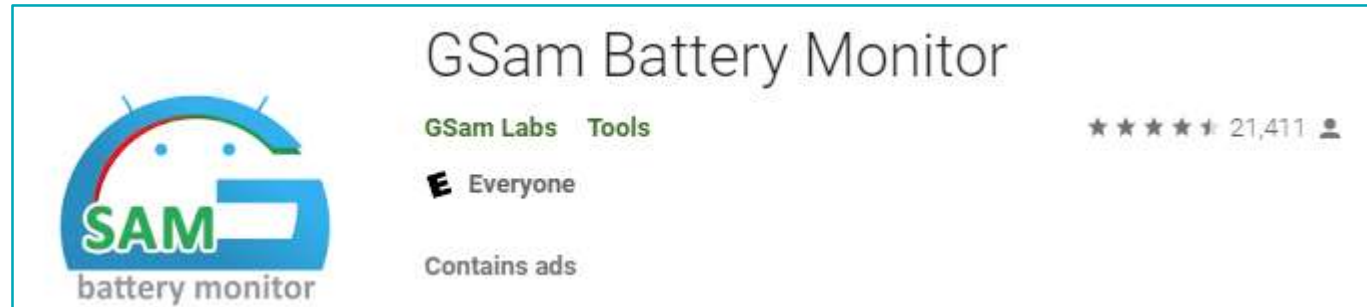 GSam Battery Monitor
GSam Labs Tools
21,411
E Everyone
Contains ads
G
SAM
battery monitor